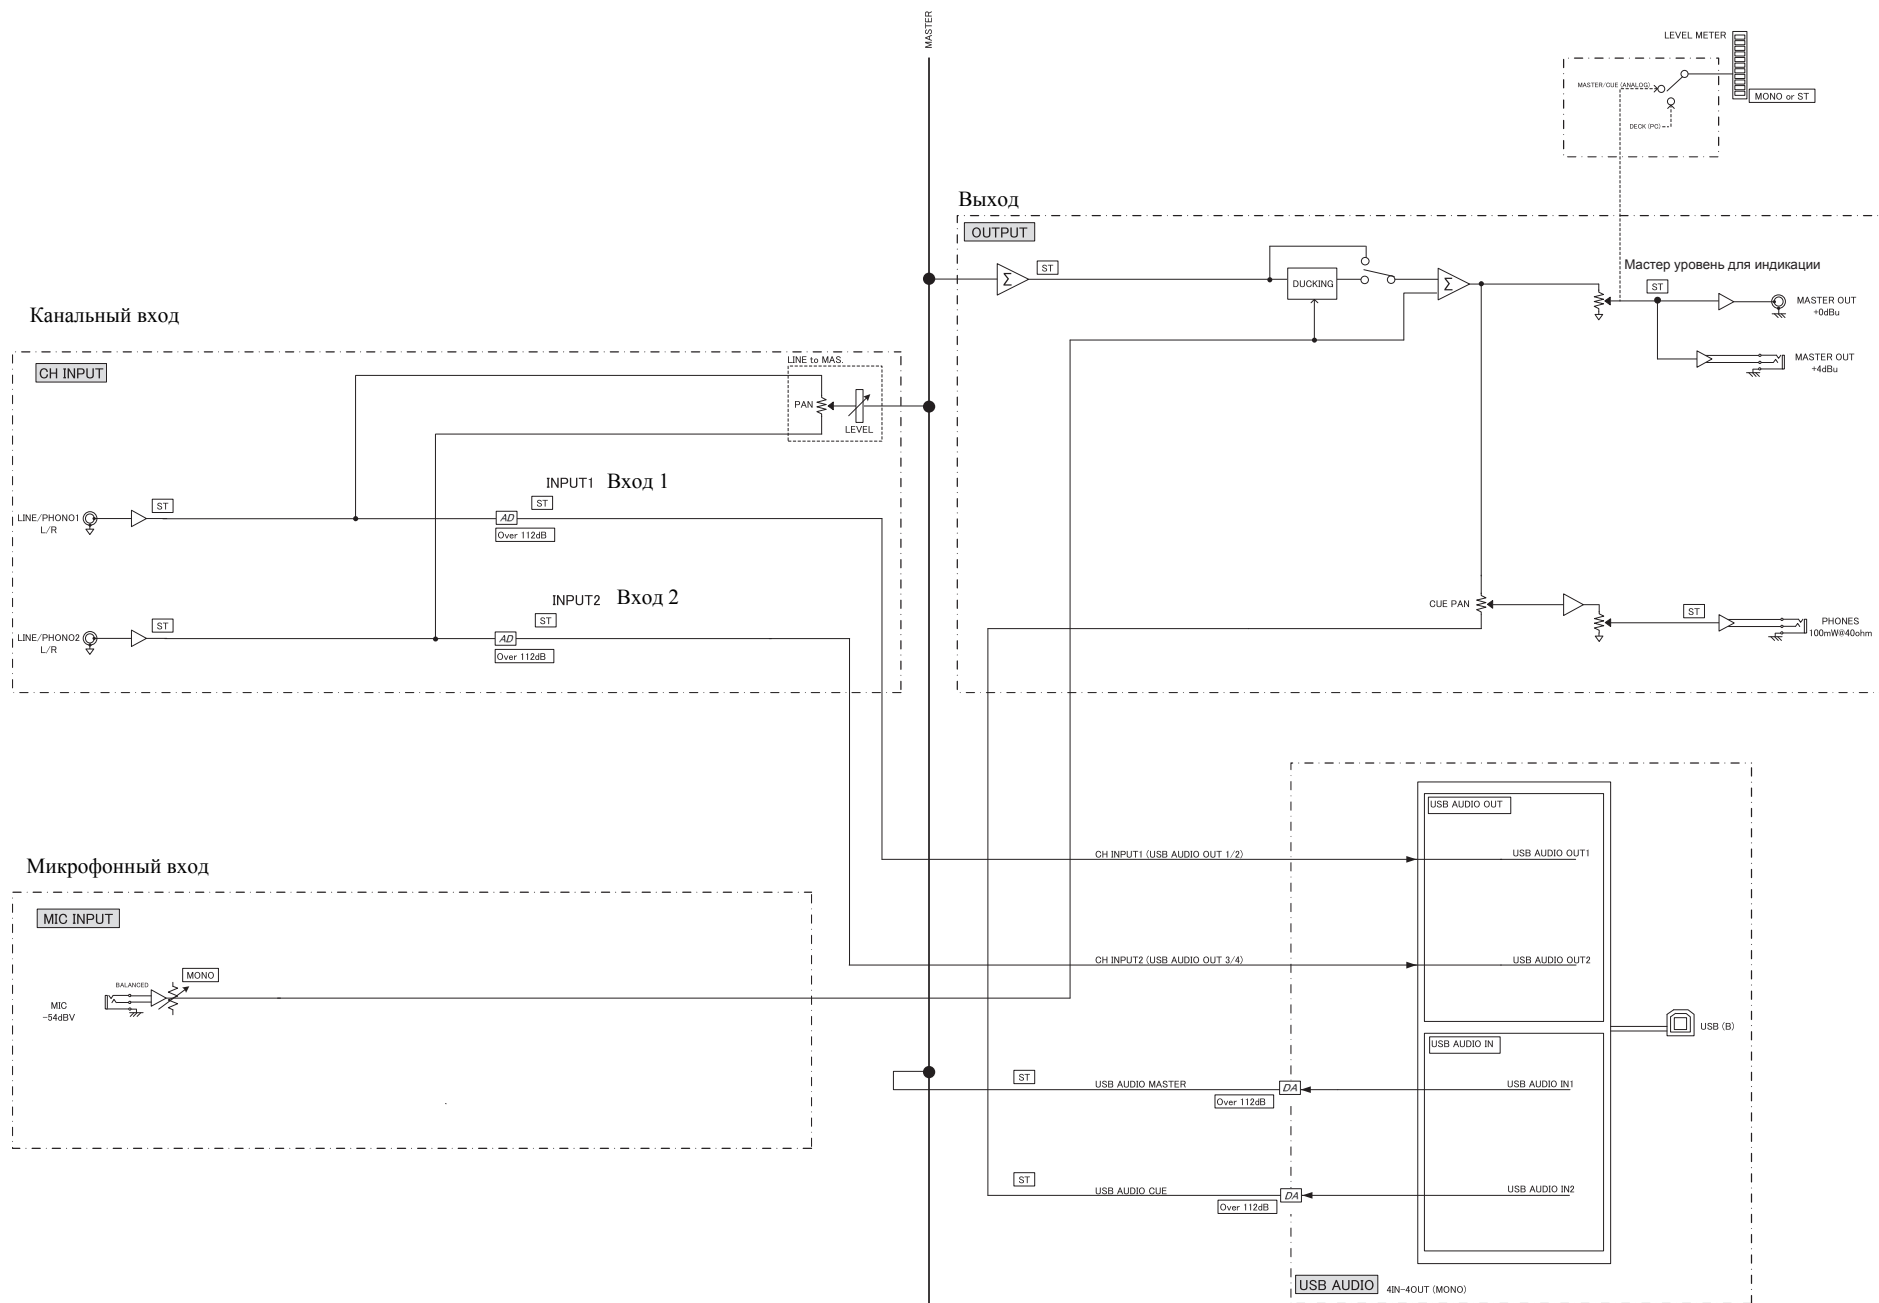 MASTER
LEVEL METER
MASTER/CUE (ANALOG)
MONO or ST
DECK (PC)
Выход
OUTPUT
ST
DUCKING
Σ
Σ
Мастер уровень для индикации
ST
MASTER OUT
+0dBu
MASTER OUT
+4dBu
Канальный вход
CH INPUT
LINE to MAS.
PAN
LEVEL
INPUT1 Вход 1
ST
ST
LINE/PHONO1
L/R
AD
Over 112dB
INPUT2 Вход 2
ST
ST
LINE/PHONO2
L/R
AD
Over 112dB
CUE PAN
ST
PHONES
100mW@40ohm
USB AUDIO OUT
CH INPUT1 (USB AUDIO OUT 1/2)
USB AUDIO OUT1
Микрофонный вход
MIC INPUT
CH INPUT2 (USB AUDIO OUT 3/4)
USB AUDIO OUT2
MONO
BALANCED
MIC
-54dBV
USB (B)
USB AUDIO IN
ST
USB AUDIO MASTER
DA
USB AUDIO IN1
Over 112dB
ST
USB AUDIO CUE
DA
USB AUDIO IN2
Over 112dB
USB AUDIO
4IN-4OUT (MONO)